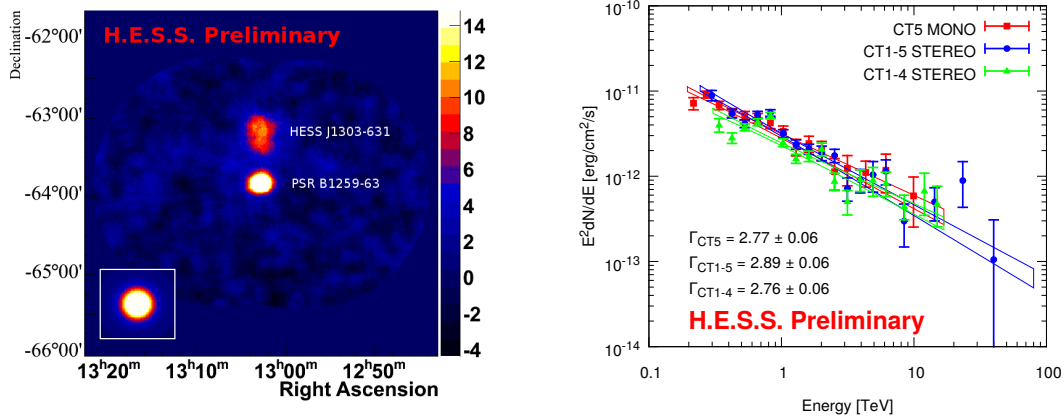 H.E.S.S. Preliminary
Declination
-62°00'
-63°00'
-64°00'
-65°00'
-66°00'
HESS J1303-631
PSR B1259-63
14
12
10
8
6
4
2
0
-2
-4
13h20m
13h10m
13h00m
12h50m
Right Ascension
E²dN/dE [erg/cm²/s]
10⁻¹⁰
10⁻¹¹
10⁻¹²
10⁻¹³
10⁻¹⁴
CT5 MONO
CT1-5 STEREO
CT1-4 STEREO
ΓCT5 = 2.77 ± 0.06
ΓCT1-5 = 2.89 ± 0.06
ΓCT1-4 = 2.76 ± 0.06
H.E.S.S. Preliminary
0.1
1
10
100
Energy [TeV]